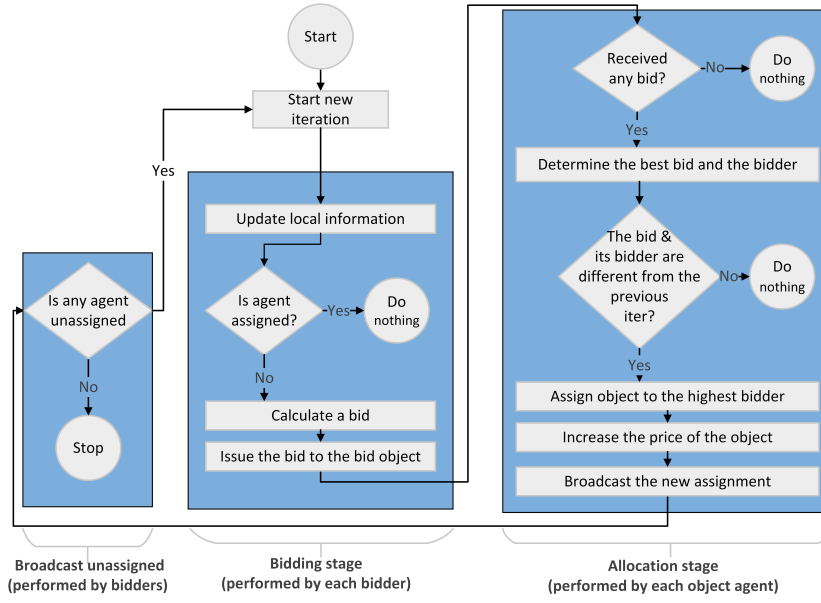 Start
Start new
iteration
Yes
Is any agent
unassigned
No
Stop
Broadcast unassigned
(performed by bidders)
Update local information
Is agent
assigned?
Yes
Do
nothing
No
Calculate a bid
Issue the bid to the bid object
Bidding stage
(performed by each bidder)
Received
any bid?
No
Do
nothing
Yes
Determine the best bid and the bidder
The bid &
its bidder are
different from the
previous
iter?
No
Do
nothing
Yes
Assign object to the highest bidder
Increase the price of the object
Broadcast the new assignment
Allocation stage
(performed by each object agent)